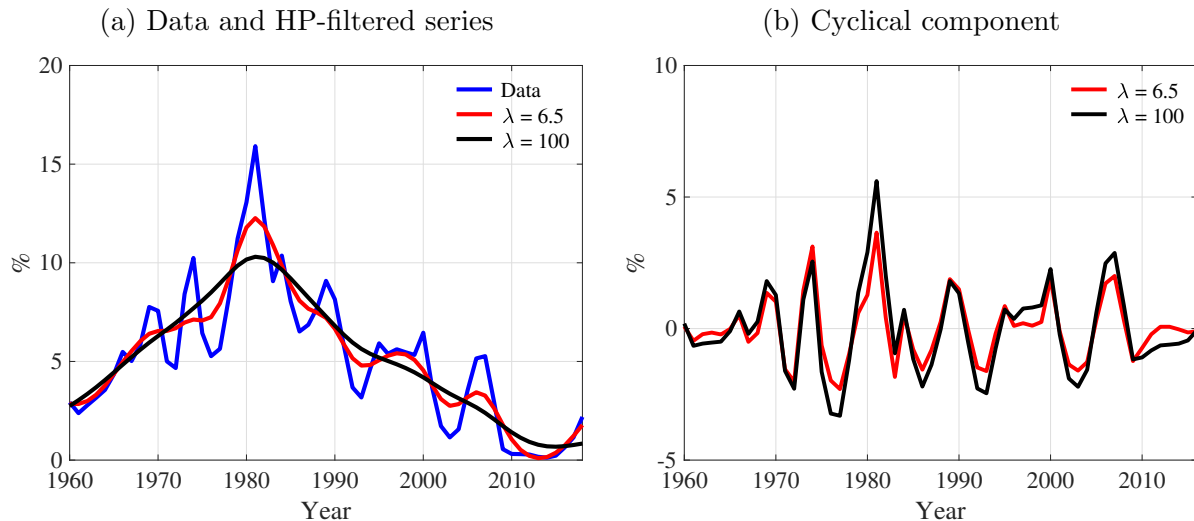 (a) Data and HP-filtered series
20
15
10
5
0
%
1960 1970 1980 1990 2000 2010
Year
Data
λ = 6.5
λ = 100
(b) Cyclical component
10
5
0
-5
%
1960 1970 1980 1990 2000 2010
Year
λ = 6.5
λ = 100